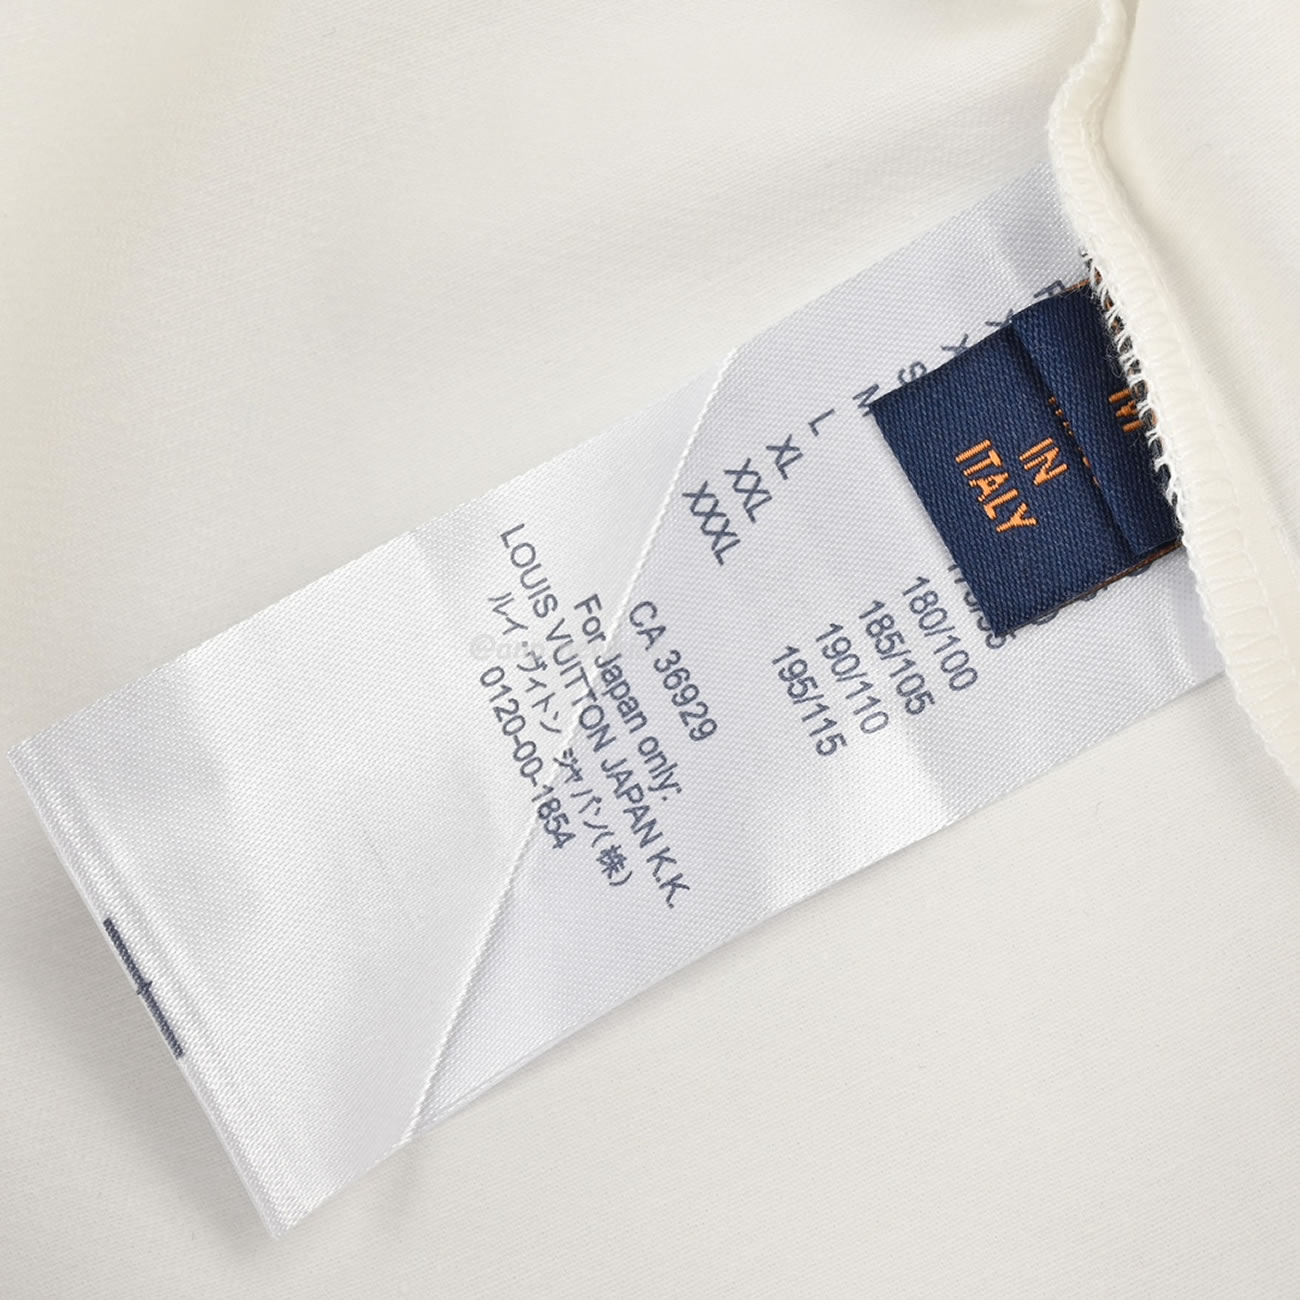 M
IN
ITALY
S
M
L
XL
180/100
XXL
185/105
XXXL
190/110
195/115
CA 36929
For Japan only:
LOUIS VUITTON JAPAN K.K.
ルイ・ヴィトン ジャパン(株)
0120-00-1854